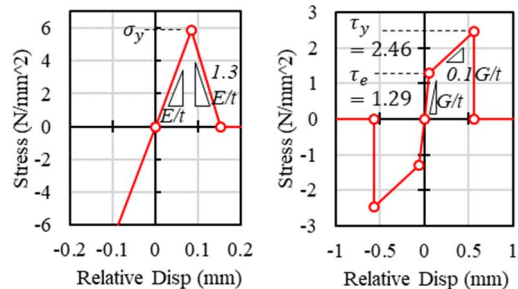 Stress (N/mm^2)
6
4
2
0
-2
-4
-6
σy
1.3
E/t
E/t
-0.2 -0.1 0 0.1 0.2
Relative Disp (mm)
Stress (N/mm^2)
3
2
1
0
-1
-2
-3
τy
= 2.46
τe
= 1.29
0.1G/t
G/t
-1 -0.5 0 0.5 1
Relative Disp (mm)